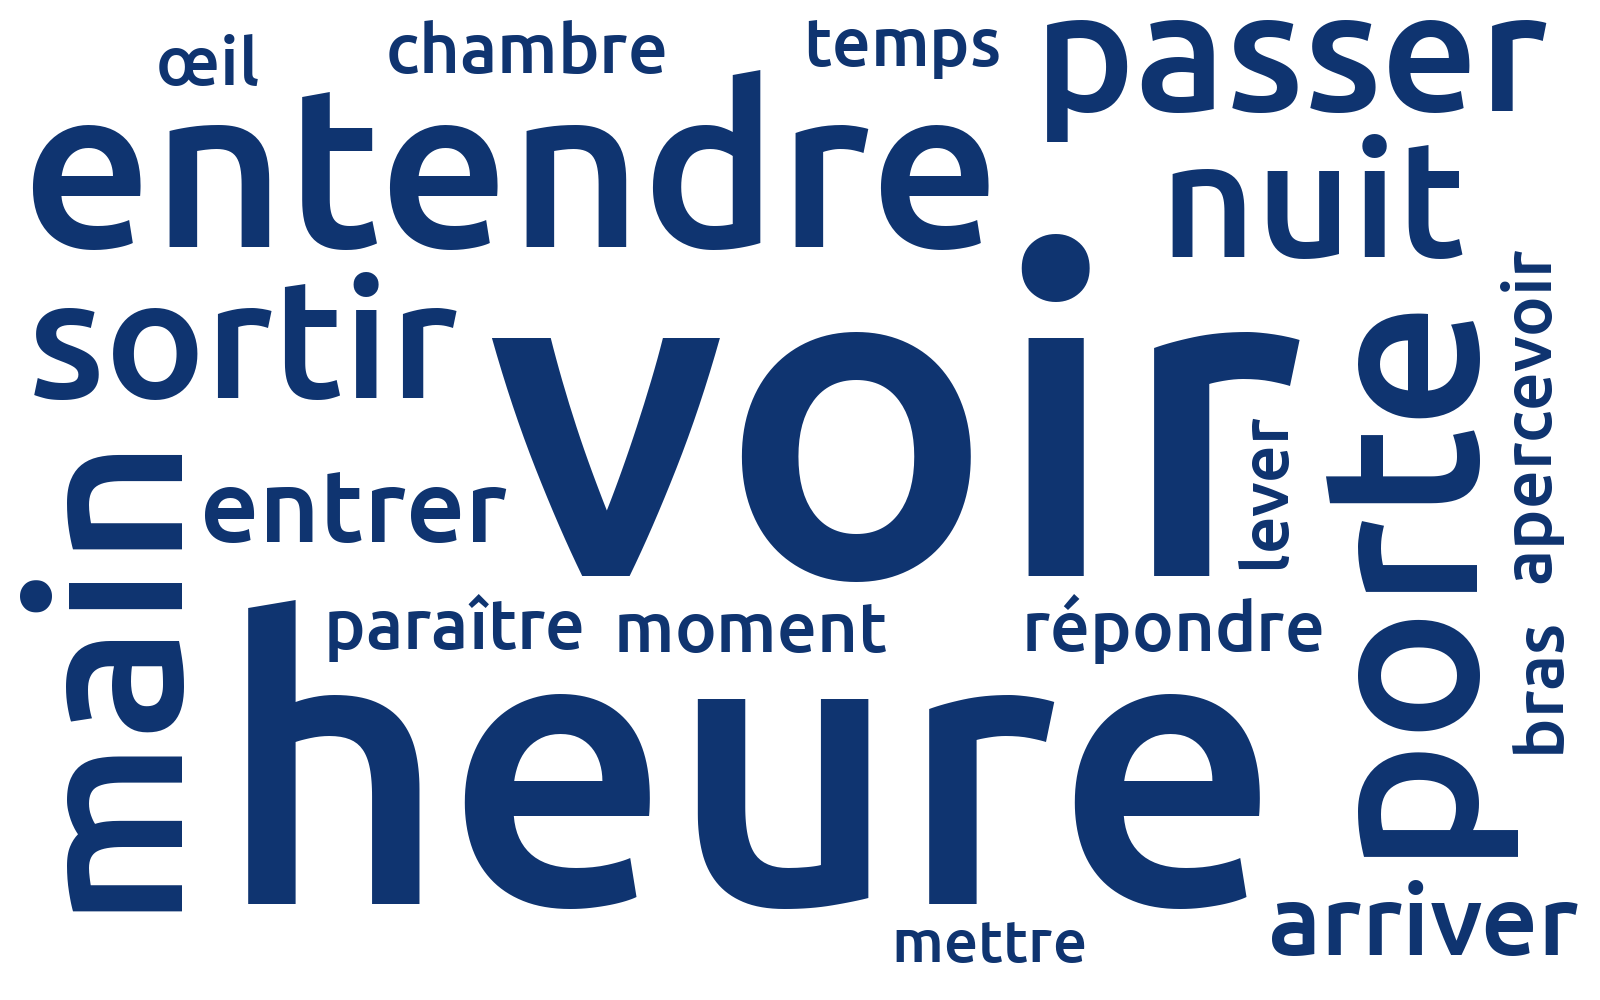 œil
chambre
temps
passer
entendre
nuit
sortir
voir
apercevoir
porte
lever
entrer
main
paraître
moment
répondre
bras
heure
arriver
mettre